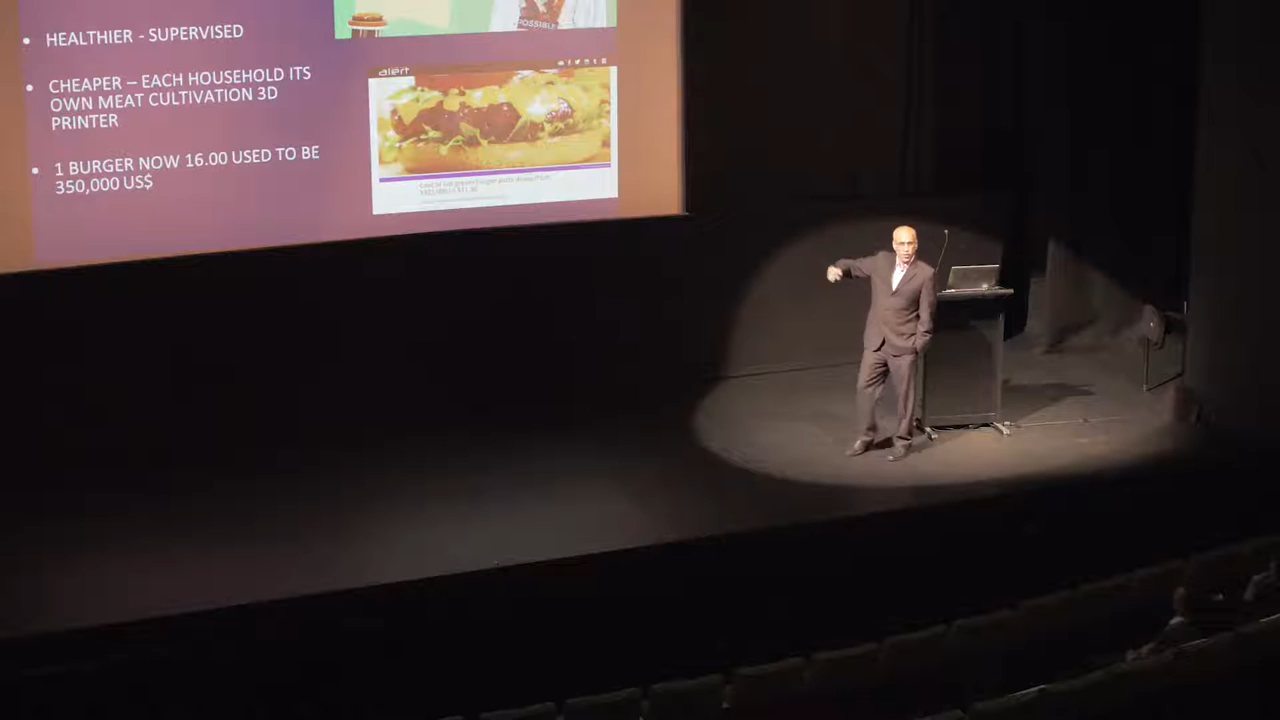 POSSIBLE
• HEALTHIER - SUPERVISED
alert
• CHEAPER – EACH HOUSEHOLD ITS
OWN MEAT CULTIVATION 3D
PRINTER
• 1 BURGER NOW 16.00 USED TO BE
350,000 US$